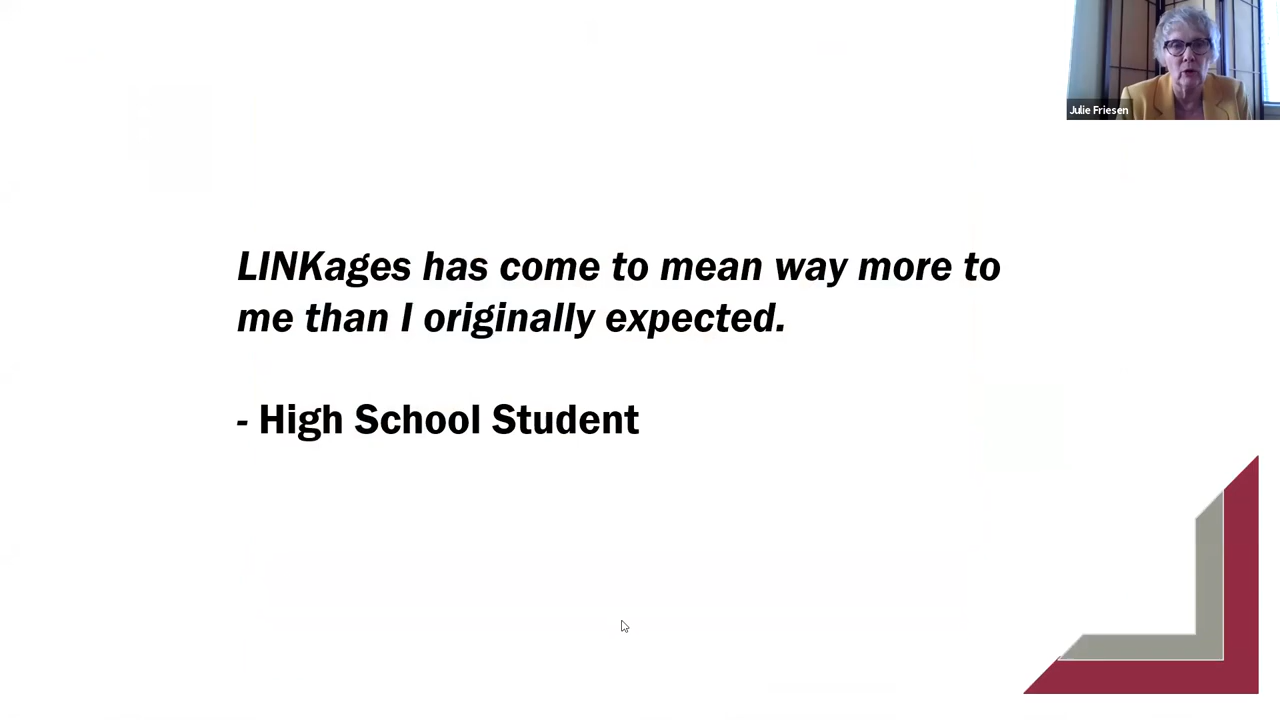 Julie Friesen
LINKages has come to mean way more to
me than I originally expected.
- High School Student